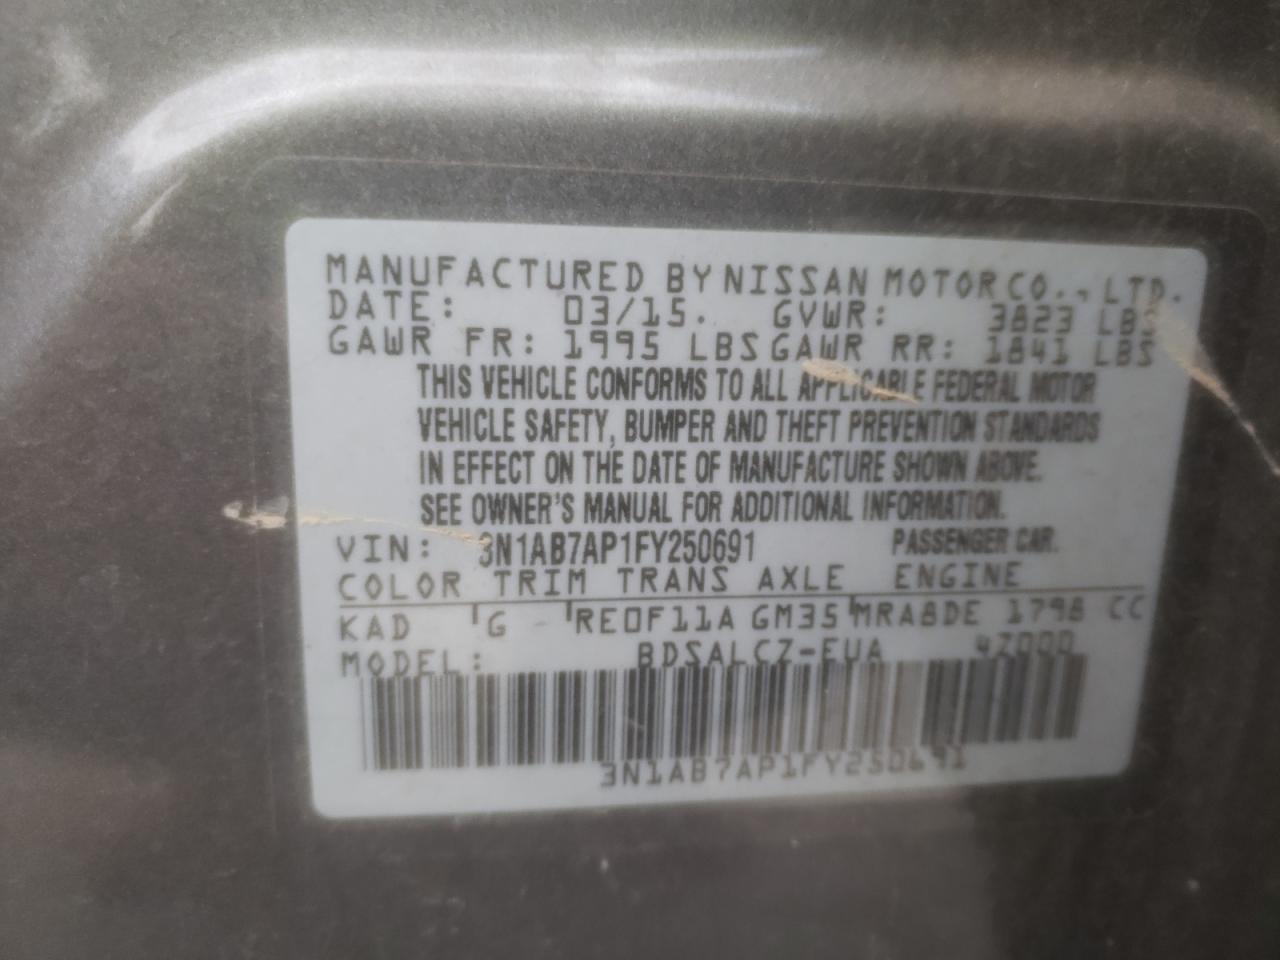 MANUFACTURED BY NISSAN MOTOR CO., LTD.
DATE: 03/15. GVWR: 3823 LBS
GAWR FR: 1995 LBS GAWR RR: 1841 LBS
THIS VEHICLE CONFORMS TO ALL APPLICABLE FEDERAL MOTOR
VEHICLE SAFETY, BUMPER AND THEFT PREVENTION STANDARDS
IN EFFECT ON THE DATE OF MANUFACTURE SHOWN ABOVE.
SEE OWNER'S MANUAL FOR ADDITIONAL INFORMATION.
VIN: 3N1AB7AP1FY250691 PASSENGER CAR.
COLOR TRIM TRANS AXLE ENGINE
KAD G RE0F11A GM35 MRA8DE 1798 CC
MODEL: BDSALCZ-EUA 4Z000
3N1AB7AP1FY250691